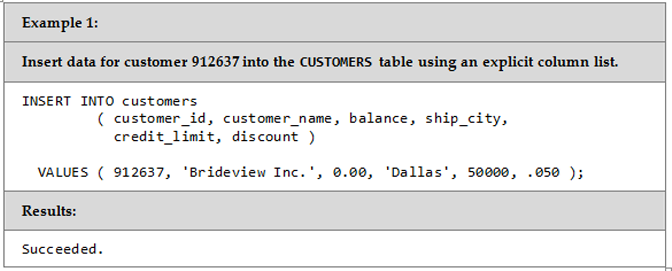 Example 1:
Insert data for customer 912637 into the CUSTOMERS table using an explicit column list.
INSERT INTO customers
( customer_id, customer_name, balance, ship_city,
credit_limit, discount )
VALUES ( 912637, 'Brideview Inc.', 0.00, 'Dallas', 50000, .050 );
Results:
Succeeded.